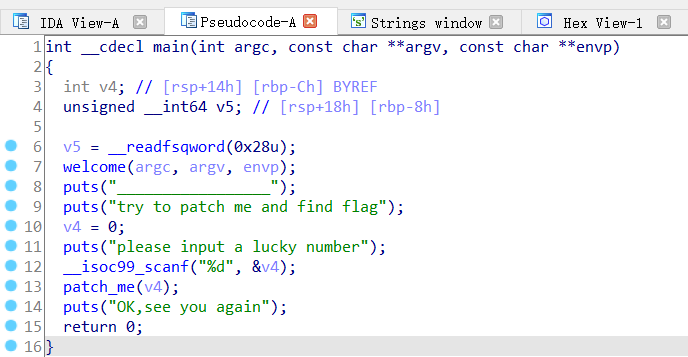 IDA View-A Pseudocode-A Strings window Hex View-1
1 int __cdecl main(int argc, const char **argv, const char **envp)
2 {
3   int v4; // [rsp+14h] [rbp-Ch] BYREF
4   unsigned __int64 v5; // [rsp+18h] [rbp-8h]
5
6   v5 = __readfsqword(0x28u);
7   welcome(argc, argv, envp);
8   puts("_________________");
9   puts("try to patch me and find flag");
10   v4 = 0;
11   puts("please input a lucky number");
12   __isoc99_scanf("%d", &v4);
13   patch_me(v4);
14   puts("OK,see you again");
15   return 0;
16 }